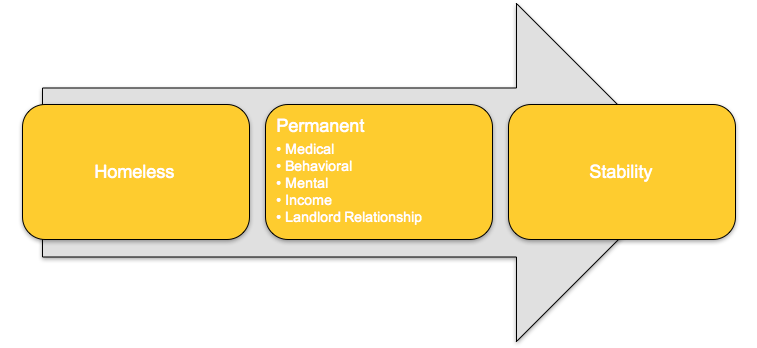 Homeless
Permanent
• Medical
• Behavioral
• Mental
• Income
• Landlord Relationship
Stability